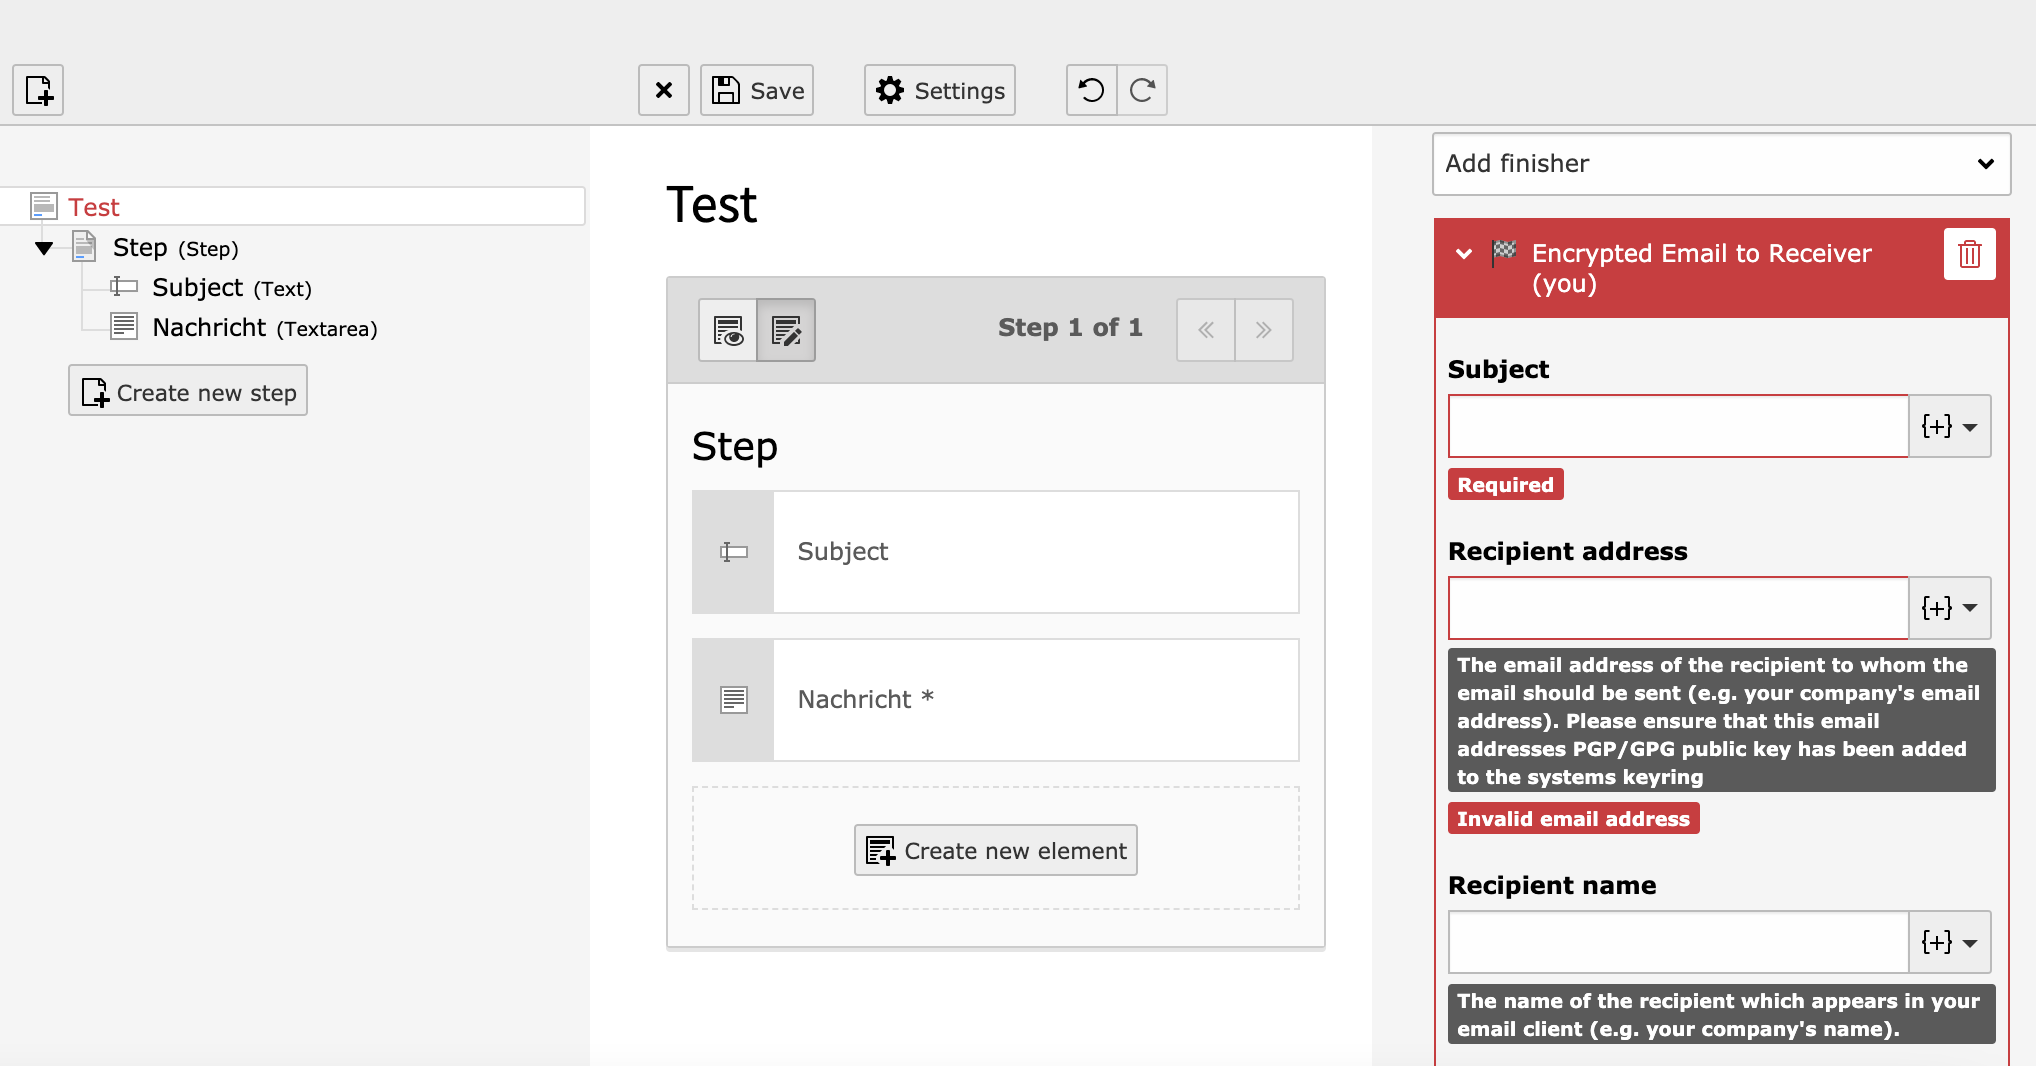 Save
Settings
Test
Step (Step)
Subject (Text)
Nachricht (Textarea)
Create new step
Test
Step 1 of 1
Step
Subject
Nachricht *
Create new element
Add finisher
Encrypted Email to Receiver
(you)
Subject
{+}
Required
Recipient address
{+}
The email address of the recipient to whom the
email should be sent (e.g. your company's email
address). Please ensure that this email
addresses PGP/GPG public key has been added
to the systems keyring
Invalid email address
Recipient name
{+}
The name of the recipient which appears in your
email client (e.g. your company's name).